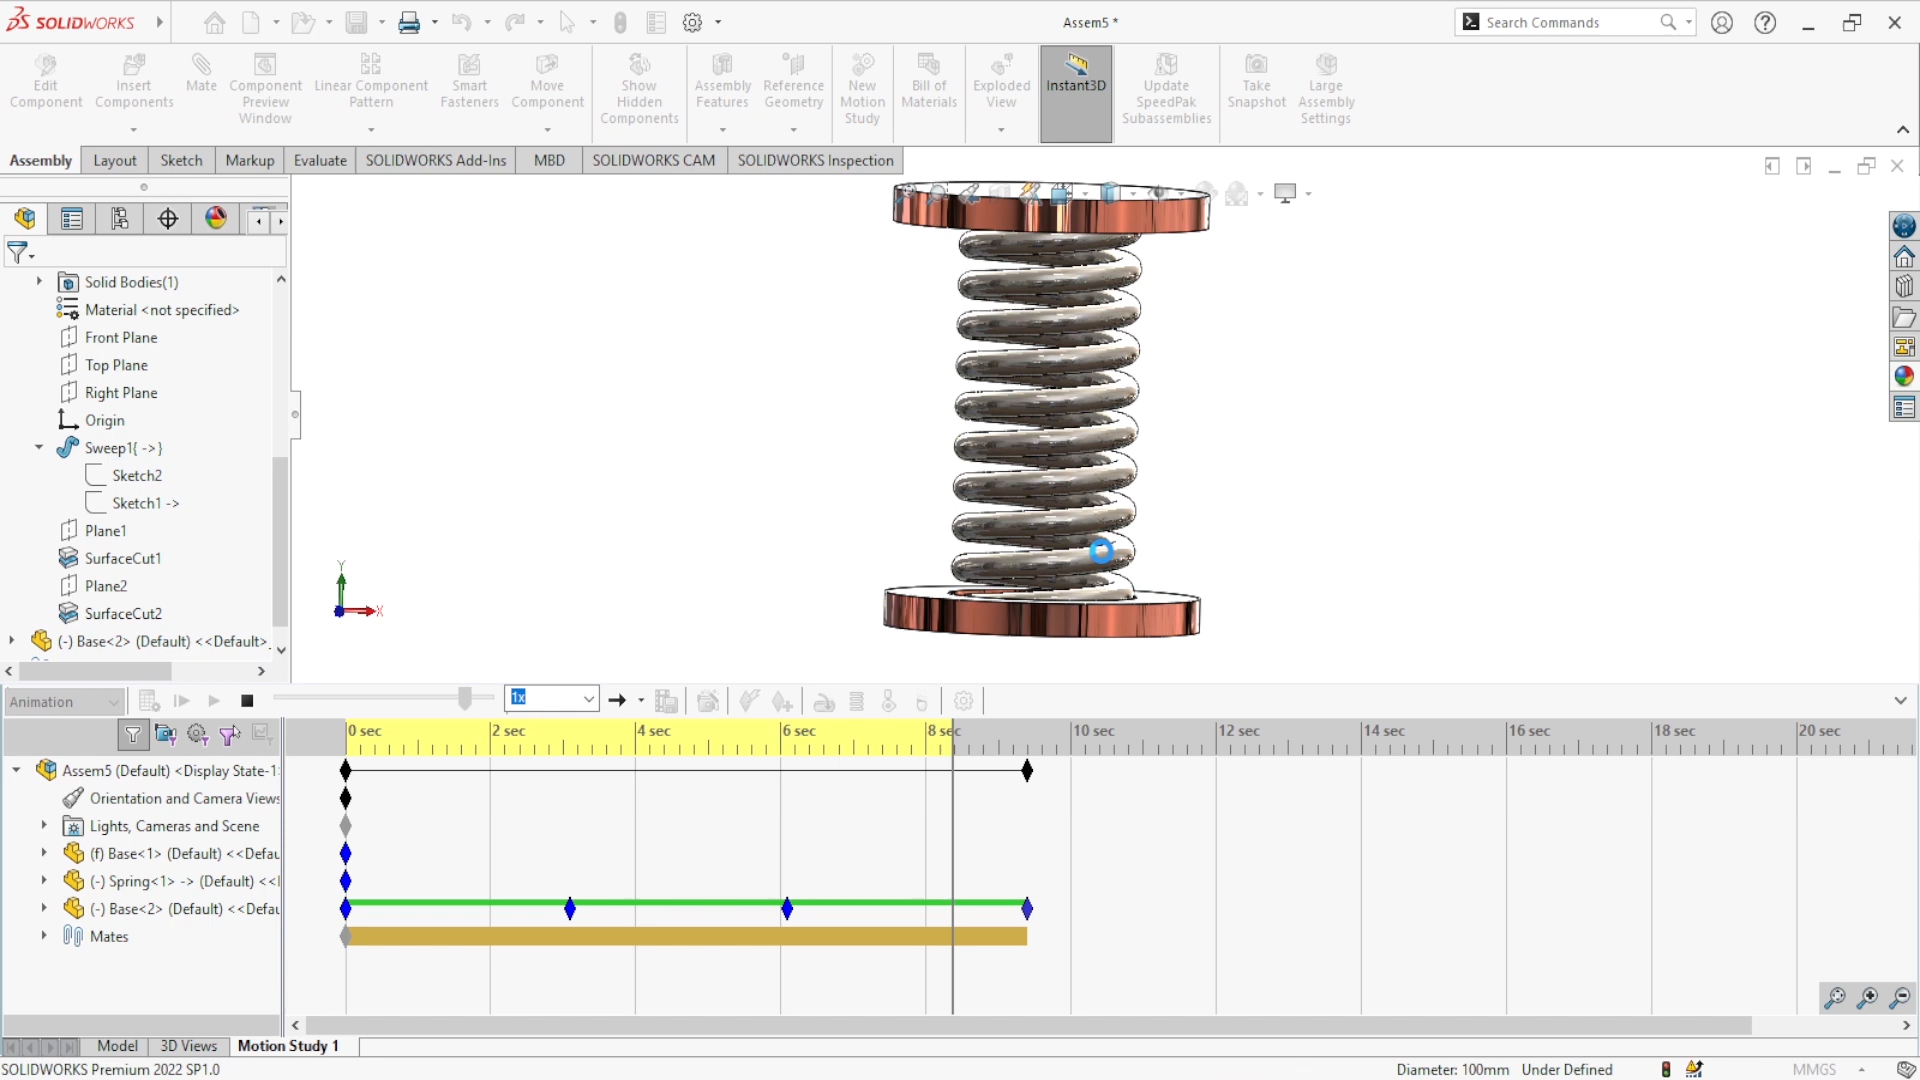 SOLIDWORKS
Assem5 *
Search Commands
Edit Component
Insert Components
Mate
Component Preview Window
Linear Component Pattern
Smart Fasteners
Move Component
Show Hidden Components
Assembly Features
Reference Geometry
New Motion Study
Bill of Materials
Exploded View
Instant3D
Update SpeedPak Subassemblies
Take Snapshot
Large Assembly Settings
Assembly
Layout
Sketch
Markup
Evaluate
SOLIDWORKS Add-Ins
MBD
SOLIDWORKS CAM
SOLIDWORKS Inspection
Solid Bodies(1)
Material <not specified>
Front Plane
Top Plane
Right Plane
Origin
Sweep1{ ->}
Sketch2
Sketch1 ->
Plane1
SurfaceCut1
Plane2
SurfaceCut2
(-) Base<2> (Default) <<Default>.
Y
X
Animation
1x
0 sec
2 sec
4 sec
6 sec
8 sec
10 sec
12 sec
14 sec
16 sec
18 sec
20 sec
Assem5 (Default) <Display State-1
Orientation and Camera Views
Lights, Cameras and Scene
(f) Base<1> (Default) <<Defau
(-) Spring<1> -> (Default) <<
(-) Base<2> (Default) <<Defau
Mates
Model
3D Views
Motion Study 1
SOLIDWORKS Premium 2022 SP1.0
Diameter: 100mm
Under Defined
MMGS